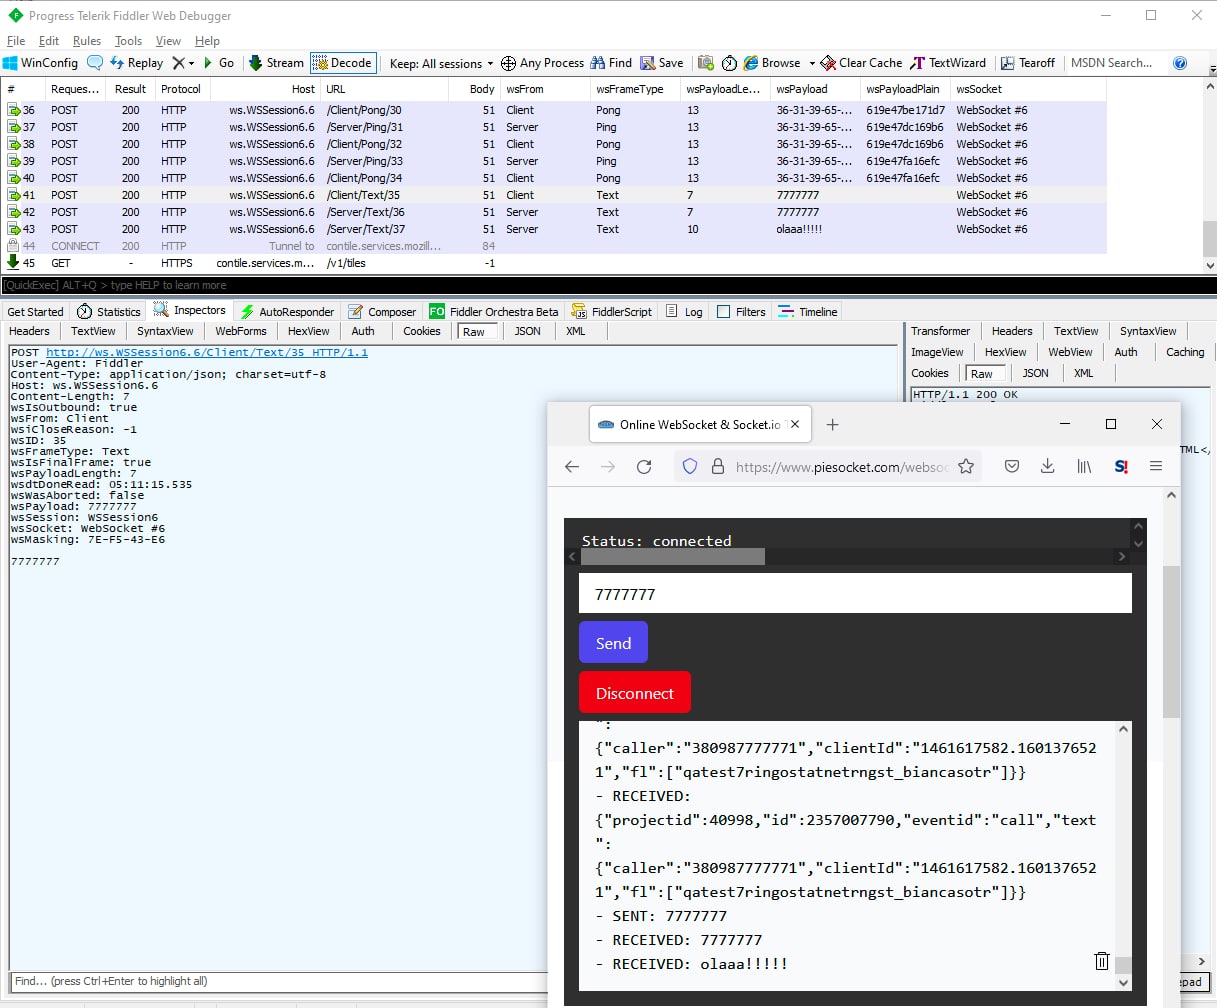 Progress Telerik Fiddler Web Debugger
File Edit Rules Tools View Help
WinConfig Replay Go Stream Decode Keep: All sessions Any Process Find Save Browse Clear Cache TextWizard Tearoff MSDN Search...
# Reques... Result Protocol Host URL Body wsFrom wsFrameType wsPayloadLe... wsPayload wsPayloadPlain wsSocket
36 POST 200 HTTP ws.WSSession6.6 /Client/Pong/30 51 Client Pong 13 36-31-39-65-... 619e47be171d7 WebSocket #6
37 POST 200 HTTP ws.WSSession6.6 /Server/Ping/31 51 Server Ping 13 36-31-39-65-... 619e47dc169b6 WebSocket #6
38 POST 200 HTTP ws.WSSession6.6 /Client/Pong/32 51 Client Pong 13 36-31-39-65-... 619e47dc169b6 WebSocket #6
39 POST 200 HTTP ws.WSSession6.6 /Server/Ping/33 51 Server Ping 13 36-31-39-65-... 619e47fa16efc WebSocket #6
40 POST 200 HTTP ws.WSSession6.6 /Client/Pong/34 51 Client Pong 13 36-31-39-65-... 619e47fa16efc WebSocket #6
41 POST 200 HTTP ws.WSSession6.6 /Client/Text/35 51 Client Text 7 7777777 WebSocket #6
42 POST 200 HTTP ws.WSSession6.6 /Server/Text/36 51 Server Text 7 7777777 WebSocket #6
43 POST 200 HTTP ws.WSSession6.6 /Server/Text/37 51 Server Text 10 olaaa!!!!! WebSocket #6
44 CONNECT 200 HTTP Tunnel to contile.services.mozill... 84
45 GET - HTTPS contile.services.m... /v1/tiles -1
[QuickExec] ALT+Q > type HELP to learn more
Get Started Statistics Inspectors AutoResponder Composer FO Fiddler Orchestra Beta FiddlerScript Log Filters Timeline
Headers TextView SyntaxView WebForms HexView Auth Cookies Raw JSON XML
POST http://ws.WSSession6.6/Client/Text/35 HTTP/1.1
User-Agent: Fiddler
Content-Type: application/json; charset=utf-8
Host: ws.WSSession6.6
Content-Length: 7
wsIsOutbound: true
wsFrom: Client
wsiCloseReason: -1
wsID: 35
wsFrameType: Text
wsIsFinalFrame: true
wsPayloadLength: 7
wsdtDoneRead: 05:11:15.535
wsWasAborted: false
wsPayload: 7777777
wsSession: WSSession6
wsSocket: WebSocket #6
wsMasking: 7E-F5-43-E6
7777777
Find... (press Ctrl+Enter to highlight all)
Transformer Headers TextView SyntaxView
ImageView HexView WebView Auth Caching
Cookies Raw JSON XML
HTTP/1.1 200 OK
TML</
epad
Online WebSocket & Socket.io
https://www.piesocket.com/webso
S!
Status: connected
7777777
Send
Disconnect
":
{"caller":"380987777771","clientId":"1461617582.160137652
1","fl":["qatest7ringostatnetrngst_biancasotr"]}}
- RECEIVED:
{"projectid":40998,"id":2357007790,"eventid":"call","text
":
{"caller":"380987777771","clientId":"1461617582.160137652
1","fl":["qatest7ringostatnetrngst_biancasotr"]}}
- SENT: 7777777
- RECEIVED: 7777777
- RECEIVED: olaaa!!!!!